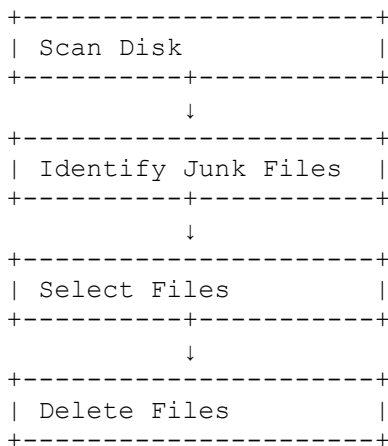 Scan Disk
↓
Identify Junk Files
↓
Select Files
↓
Delete Files